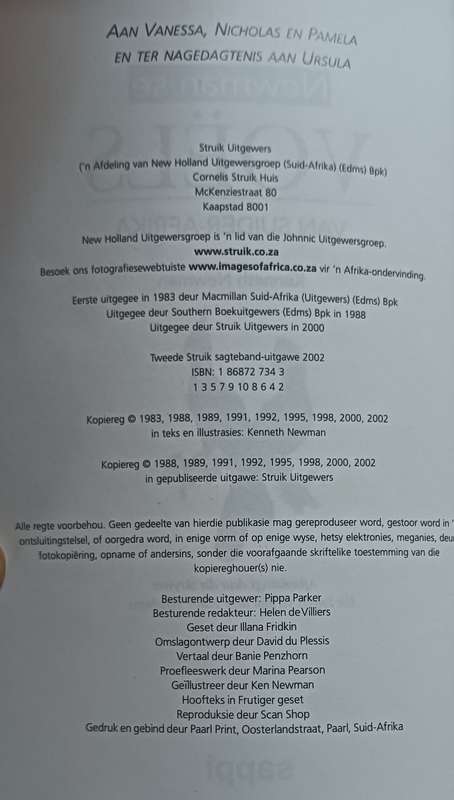 AAN VANESSA, NICHOLAS EN PAMELA
EN TER NAGEDAGTENIS AAN URSULA
Struik Uitgewers
('n Afdeling van New Holland Uitgewersgroep (Suid-Afrika) (Edms) Bpk)
Cornelis Struik Huis
McKenziestraat 80
Kaapstad 8001
New Holland Uitgewersgroep is 'n lid van die Johnnic Uitgewersgroep.
www.struik.co.za
Besoek ons fotografiesewebtuiste www.imagesofafrica.co.za vir 'n Afrika-ondervinding.
Eerste uitgegee in 1983 deur Macmillan Suid-Afrika (Uitgewers) (Edms) Bpk
Uitgegee deur Southern Boekuitgewers (Edms) Bpk in 1988
Uitgegee deur Struik Uitgewers in 2000
Tweede Struik sagteband-uitgawe 2002
ISBN: 1 86872 734 3
1 3 5 7 9 10 8 6 4 2
Kopiereg © 1983, 1988, 1989, 1991, 1992, 1995, 1998, 2000, 2002
in teks en illustrasies: Kenneth Newman
Kopiereg © 1988, 1989, 1991, 1992, 1995, 1998, 2000, 2002
in gepubliseerde uitgawe: Struik Uitgewers
Alle regte voorbehou. Geen gedeelte van hierdie publikasie mag gereproduseer word, gestoor word in '
ontsluitingstelsel, of oorgedra word, in enige vorm of op enige wyse, hetsy elektronies, meganies, deu
fotokopiëring, opname of andersins, sonder die voorafgaande skriftelike toestemming van die
kopiereghouer(s) nie.
Besturende uitgewer: Pippa Parker
Besturende redakteur: Helen deVilliers
Geset deur Illana Fridkin
Omslagontwerp deur David du Plessis
Vertaal deur Banie Penzhorn
Proefleeswerk deur Marina Pearson
Geïllustreer deur Ken Newman
Hoofteks in Frutiger geset
Reproduksie deur Scan Shop
Gedruk en gebind deur Paarl Print, Oosterlandstraat, Paarl, Suid-Afrika